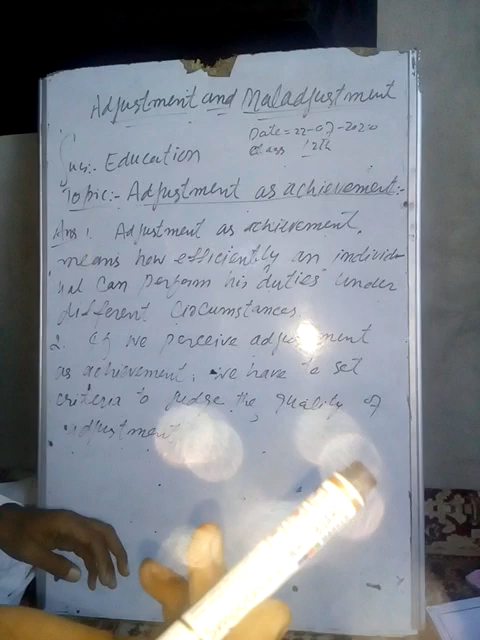 Adjustment and Maladjustment
Date = 22-07-2020
Class 12th
Sub:- Education
Topic:- Adjustment as achievement:-
Ans 1. Adjustment as achievement,
means how efficiently an individ-
ual can perform his duties under
different circumstances
2. If we perceive adjustment
as achievement, we have to set
criteria to judge the quality of
adjustment